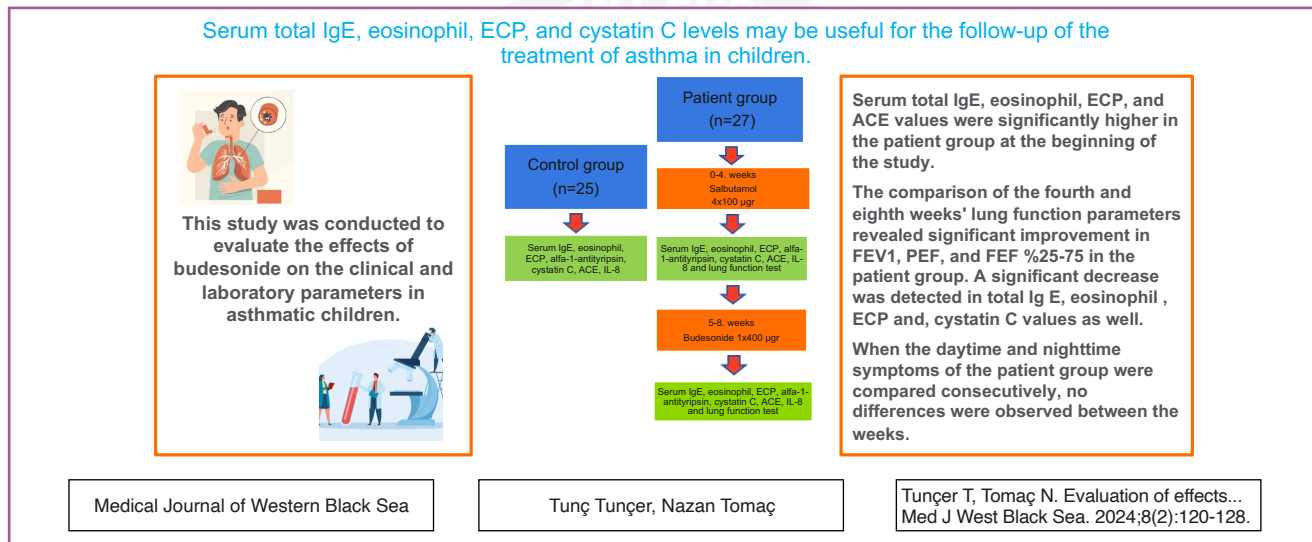 Serum total IgE, eosinophil, ECP, and cystatin C levels may be useful for the follow-up of the
treatment of asthma in children.
This study was conducted to
evaluate the effects of
budesonide on the clinical and
laboratory parameters in
asthmatic children.
Control group
(n=25)
Serum IgE, eosinophil,
ECP, alfa-1-antityripsin,
cystatin C, ACE, IL-8
Patient group
(n=27)
0-4. weeks
Salbutamol
4x100 µgr
Serum IgE, eosinophil, ECP, alfa-
1-antityripsin, cystatin C, ACE, IL-
8 and lung function test
5-8. weeks
Budesonide 1x400 µgr
Serum IgE, eosinophil, ECP, alfa-1-
antityripsin, cystatin C, ACE, IL-8
and lung function test
Serum total IgE, eosinophil, ECP, and
ACE values were significantly higher in
the patient group at the beginning of
the study.
The comparison of the fourth and
eighth weeks' lung function parameters
revealed significant improvement in
FEV1, PEF, and FEF %25-75 in the
patient group. A significant decrease
was detected in total Ig E, eosinophil ,
ECP and, cystatin C values as well.
When the daytime and nighttime
symptoms of the patient group were
compared consecutively, no
differences were observed between the
weeks.
Medical Journal of Western Black Sea
Tunç Tunçer, Nazan Tomaç
Tunçer T, Tomaç N. Evaluation of effects...
Med J West Black Sea. 2024;8(2):120-128.